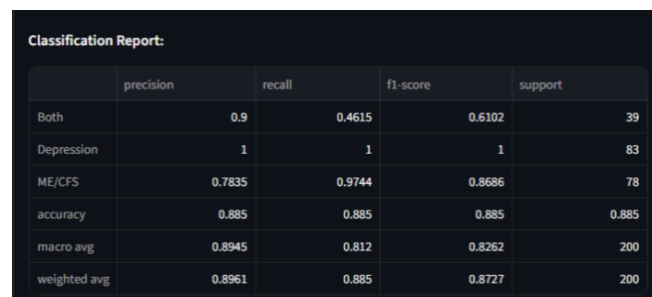 Classification Report:
precision recall f1-score support
Both 0.9 0.4615 0.6102 39
Depression 1 1 1 83
ME/CFS 0.7835 0.9744 0.8686 78
accuracy 0.885 0.885 0.885 0.885
macro avg 0.8945 0.812 0.8262 200
weighted avg 0.8961 0.885 0.8727 200